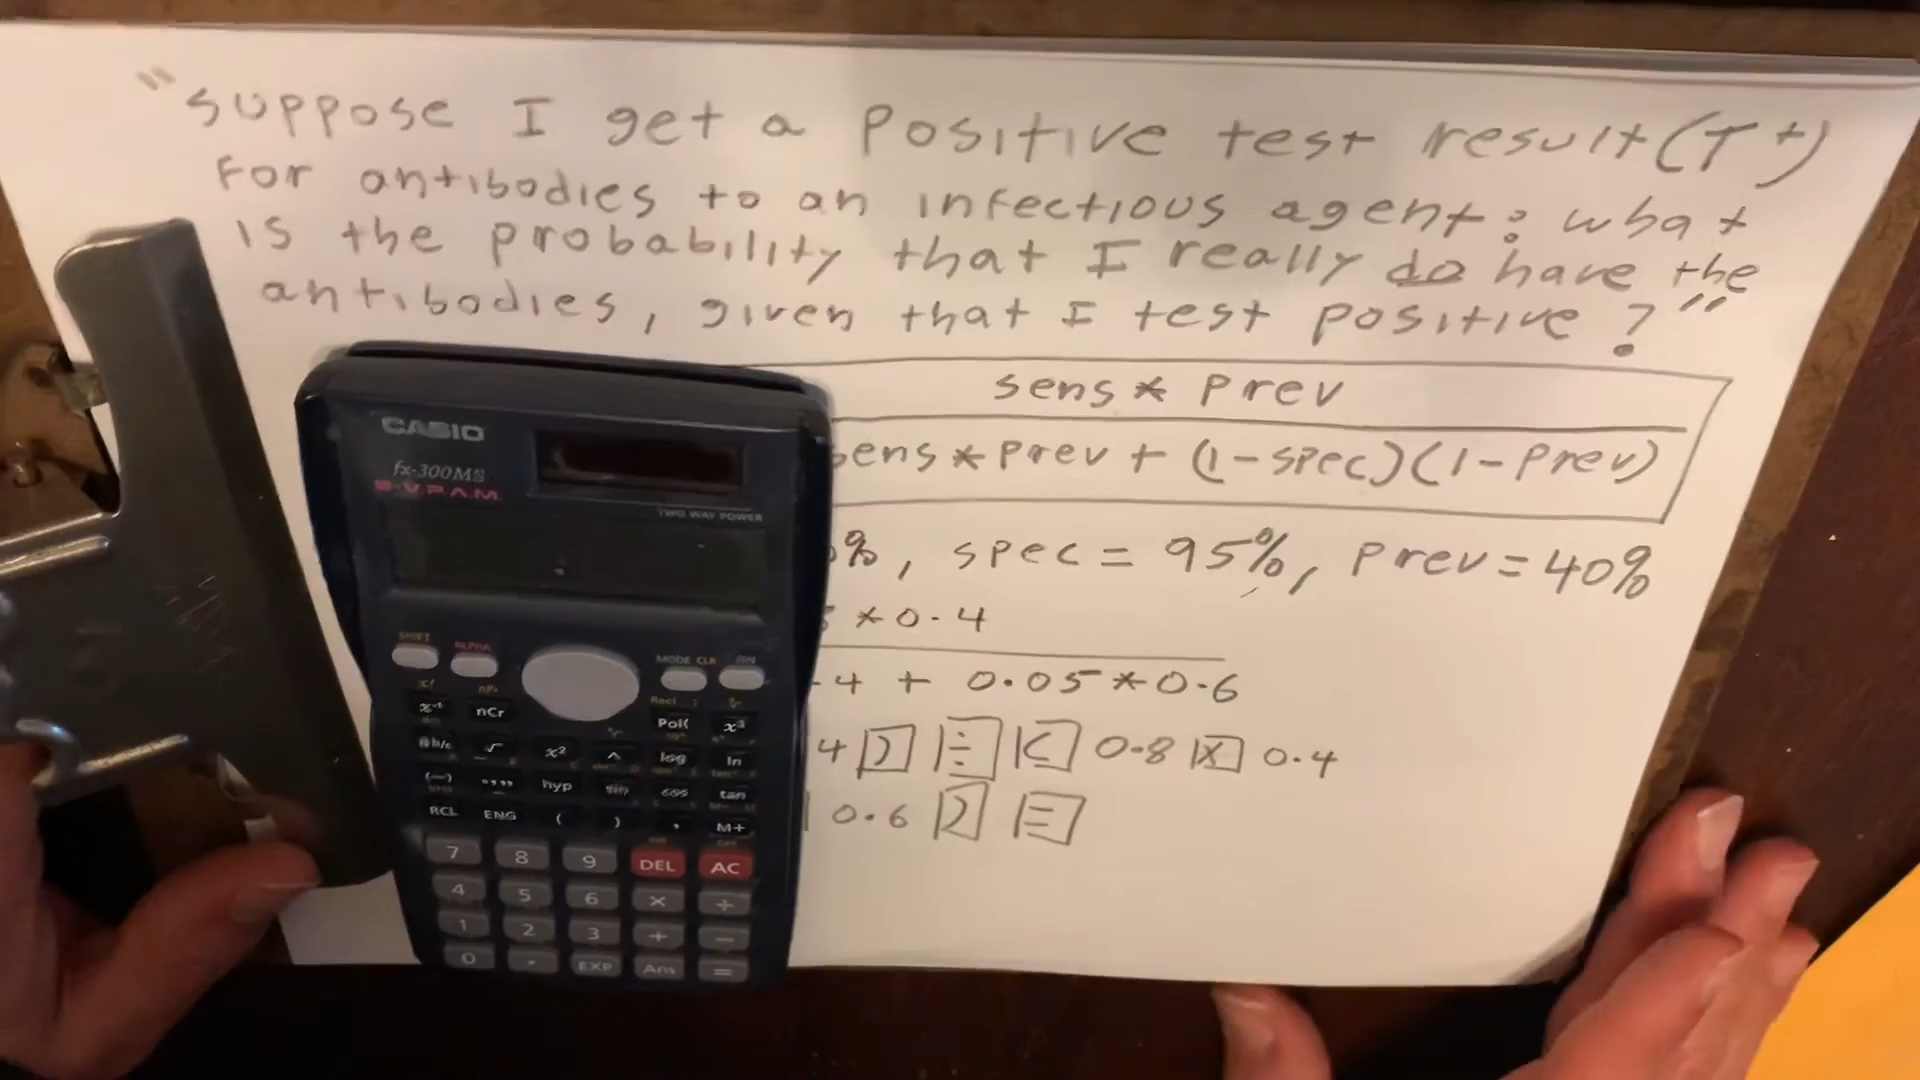 "Suppose I get a positive test result (T+)
For antibodies to an infectious agent: what
is the probability that I really do have the
antibodies, given that I test positive?"
sens * prev
sens * prev + (1-spec)(1-prev)
%, spec = 95%, prev = 40%
* 0.4
.4 + 0.05 * 0.6
4 ) ÷ ( 0.8 × 0.4
0.6 ) =
CASIO
fx-300MS
S-V.P.A.M.
TWO WAY POWER
SHIFT ALPHA MODE CLR
nCr Pol( x³
x² ^ log ln
(−) hyp sin cos tan
RCL ENG ( ) , M+
7 8 9 DEL AC
4 5 6 × ÷
1 2 3 + −
0 . EXP Ans =